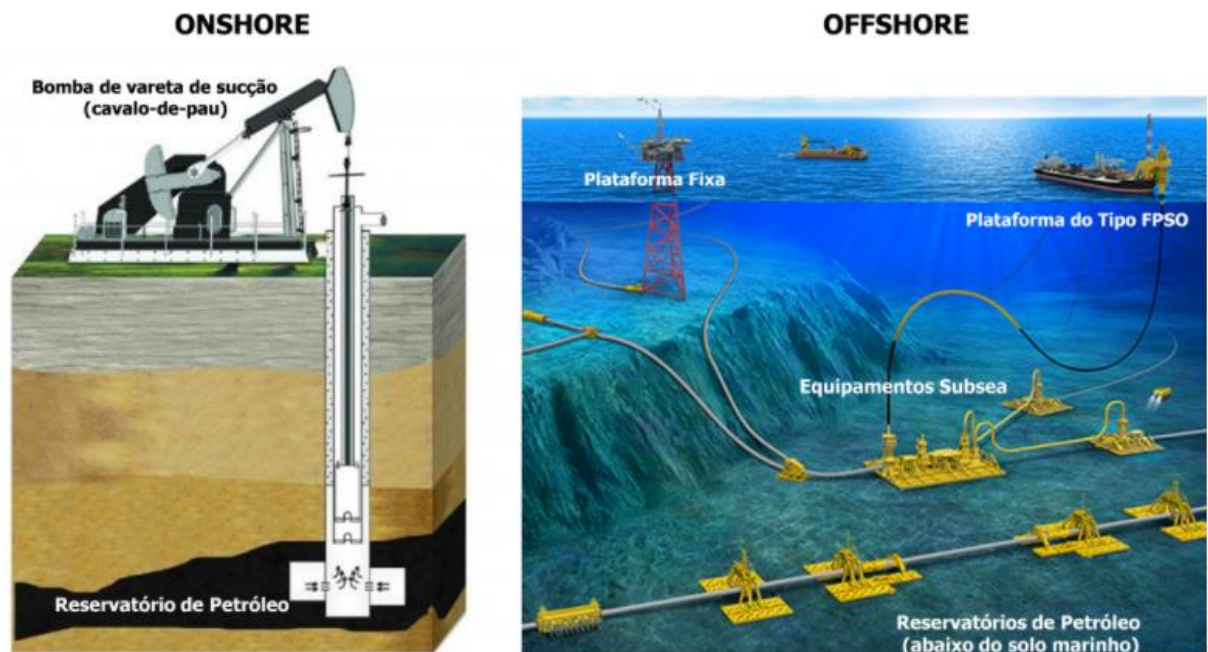 ONSHORE
Bomba de vareta de sucção
(cavalo-de-pau)
Reservatório de Petróleo
OFFSHORE
Plataforma Fixa
Plataforma do Tipo FPSO
Equipamentos Subsea
Reservatórios de Petróleo
(abaixo do solo marinho)